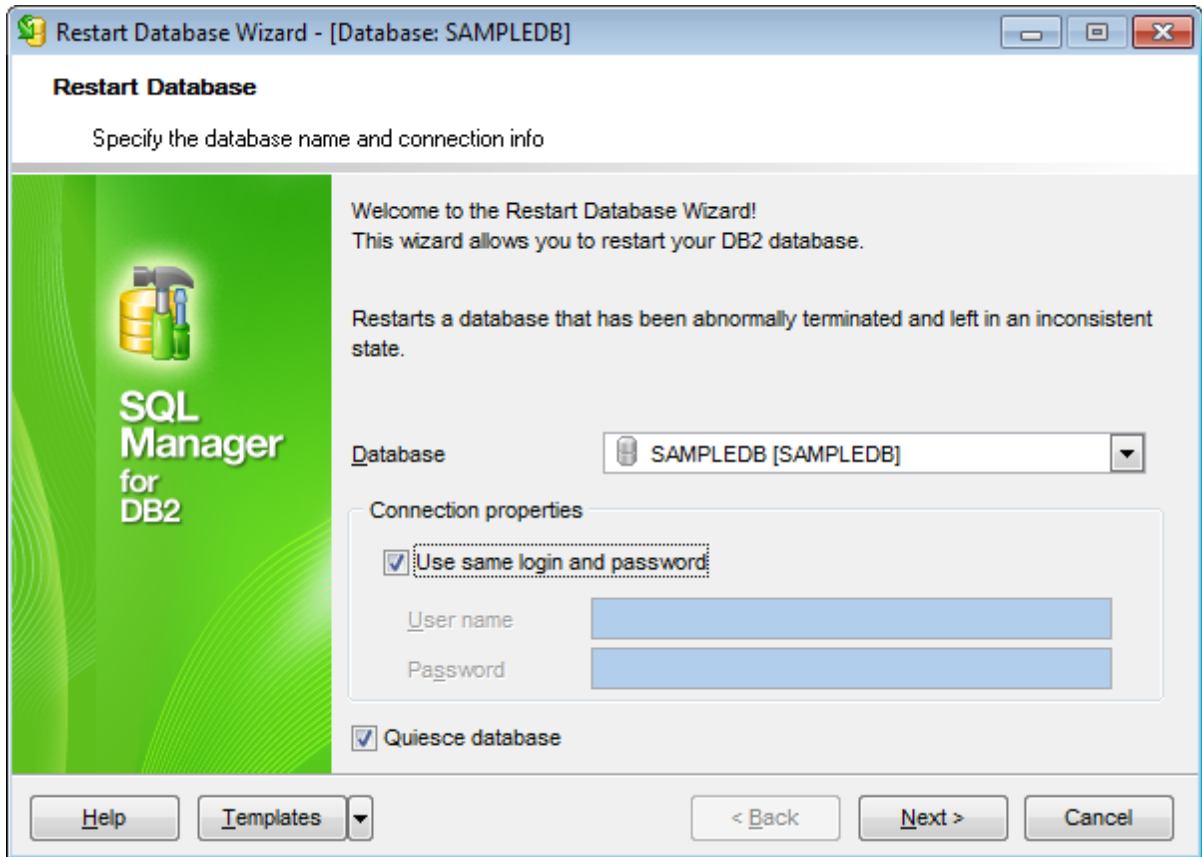 Restart Database Wizard - [Database: SAMPLEDB]
Restart Database
Specify the database name and connection info
Welcome to the Restart Database Wizard!
This wizard allows you to restart your DB2 database.
Restarts a database that has been abnormally terminated and left in an inconsistent
state.
SQL
Manager
for
DB2
Database
SAMPLEDB [SAMPLEDB]
Connection properties
Use same login and password
User name
Password
Quiesce database
Help
Templates
< Back
Next >
Cancel